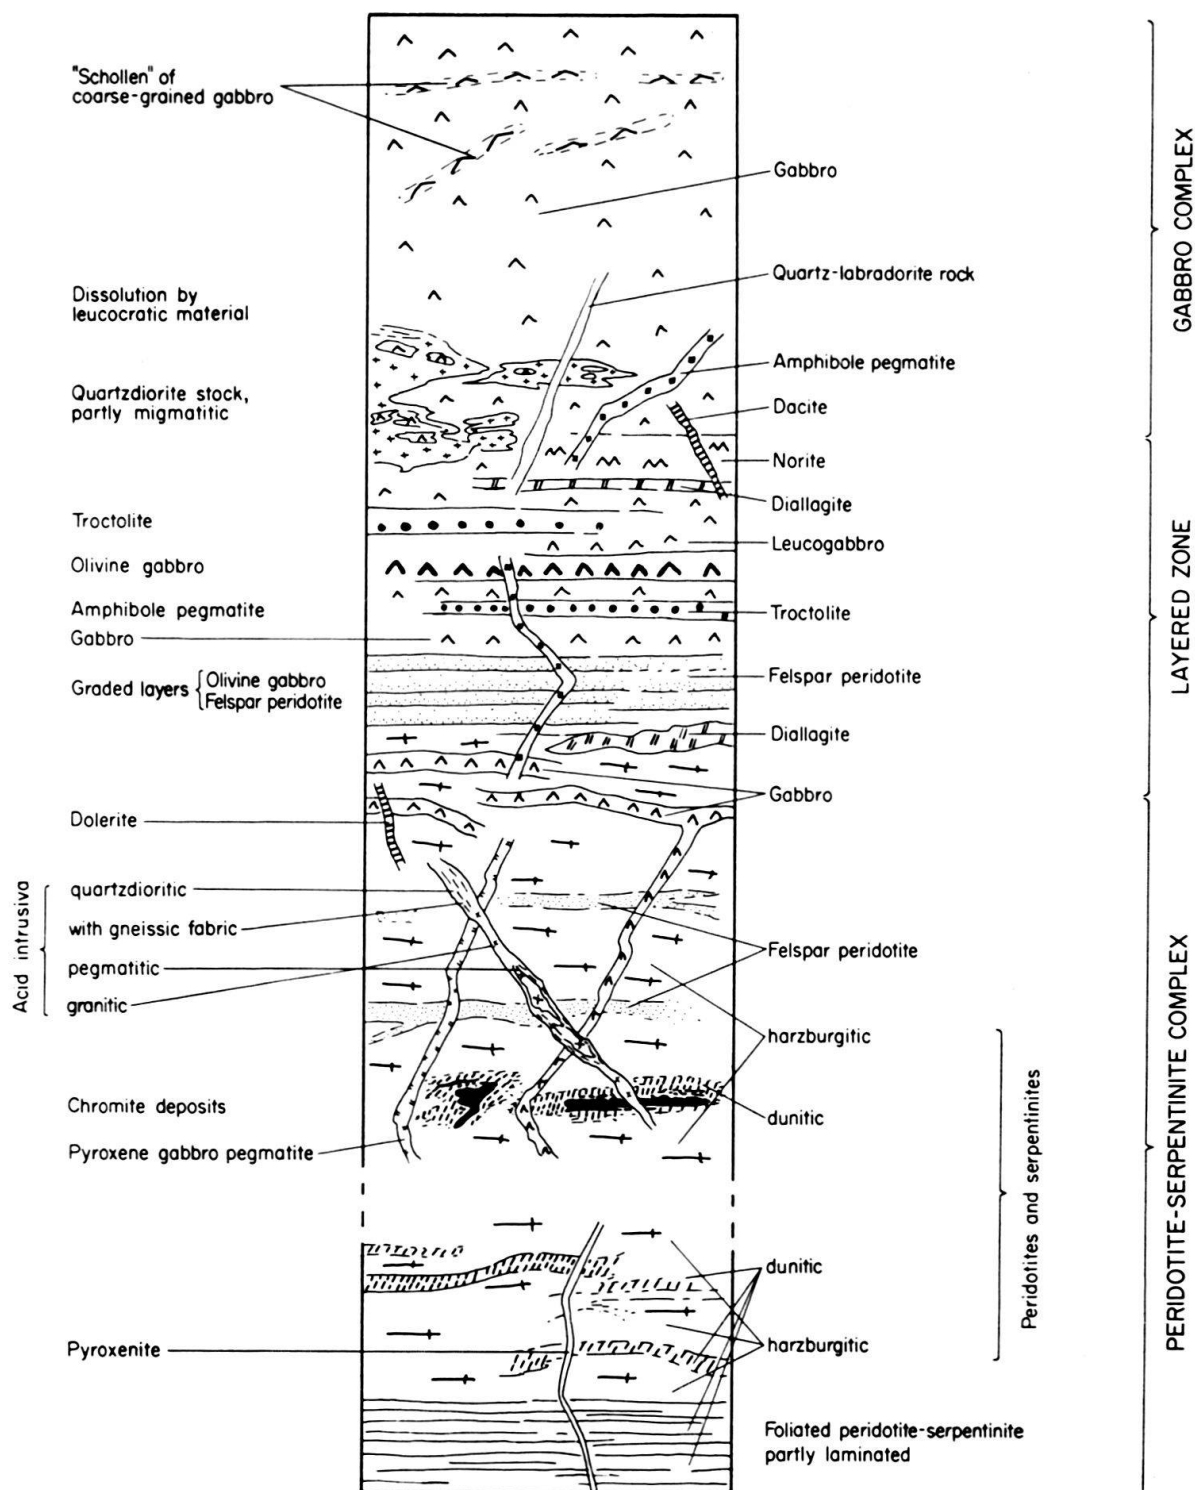 "Schollen" of
coarse-grained gabbro
Gabbro
Quartz-labradorite rock
Dissolution by
leucocratic material
Amphibole pegmatite
Quartzdiorite stock,
partly migmatitic
Dacite
Norite
Diallagite
Troctolite
Leucogabbro
Olivine gabbro
Amphibole pegmatite
Troctolite
Gabbro
Graded layers { Olivine gabbro
Felspar peridotite
Felspar peridotite
Diallagite
Gabbro
Dolerite
Acid intrusiva
quartzdioritic
with gneissic fabric
pegmatitic
granitic
Felspar peridotite
harzburgitic
Chromite deposits
dunitic
Pyroxene gabbro pegmatite
dunitic
Pyroxenite
harzburgitic
Foliated peridotite-serpentinite
partly laminated
Peridotites and serpentinites
GABBRO COMPLEX
LAYERED ZONE
PERIDOTITE-SERPENTINITE COMPLEX